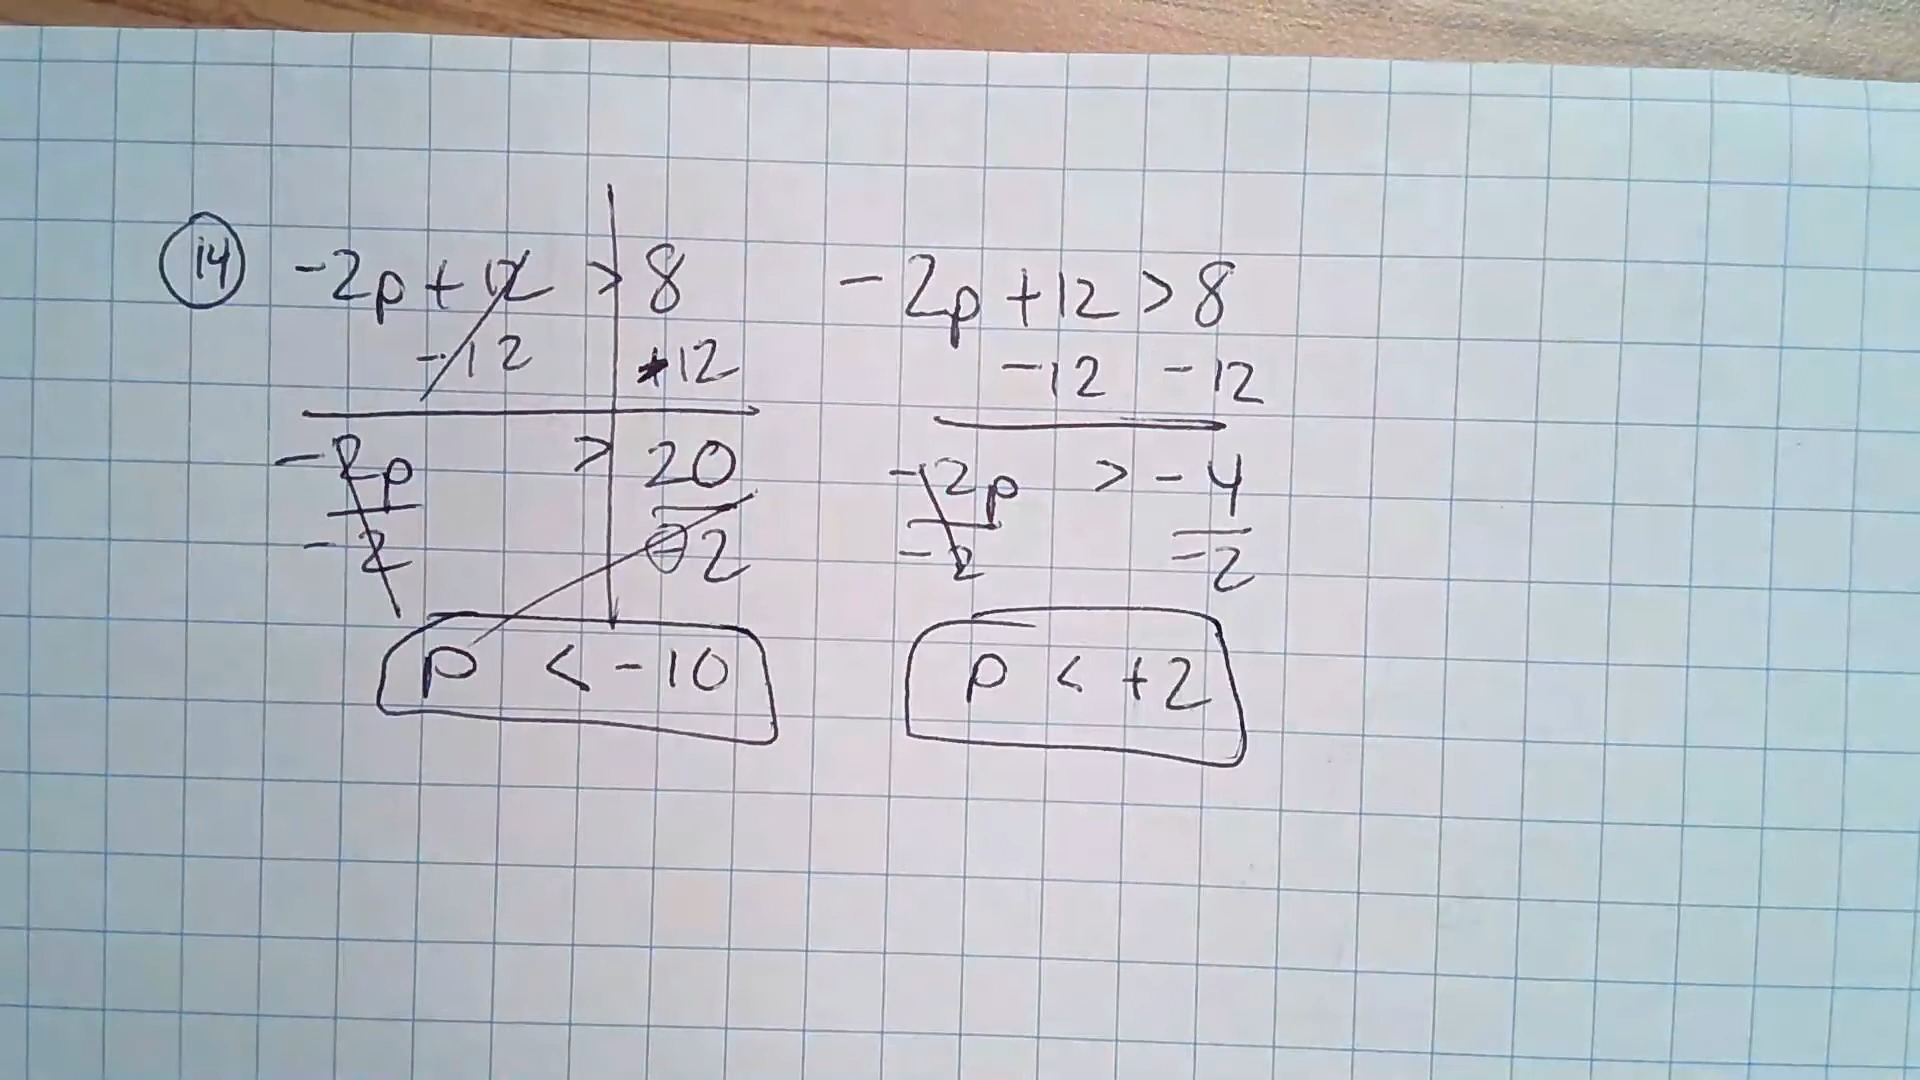 14 -2p + 12 > 8
-12 +12
-2p > 20
-2 -2
p < -10
-2p + 12 > 8
-12 -12
-2p > -4
-2 -2
p < +2